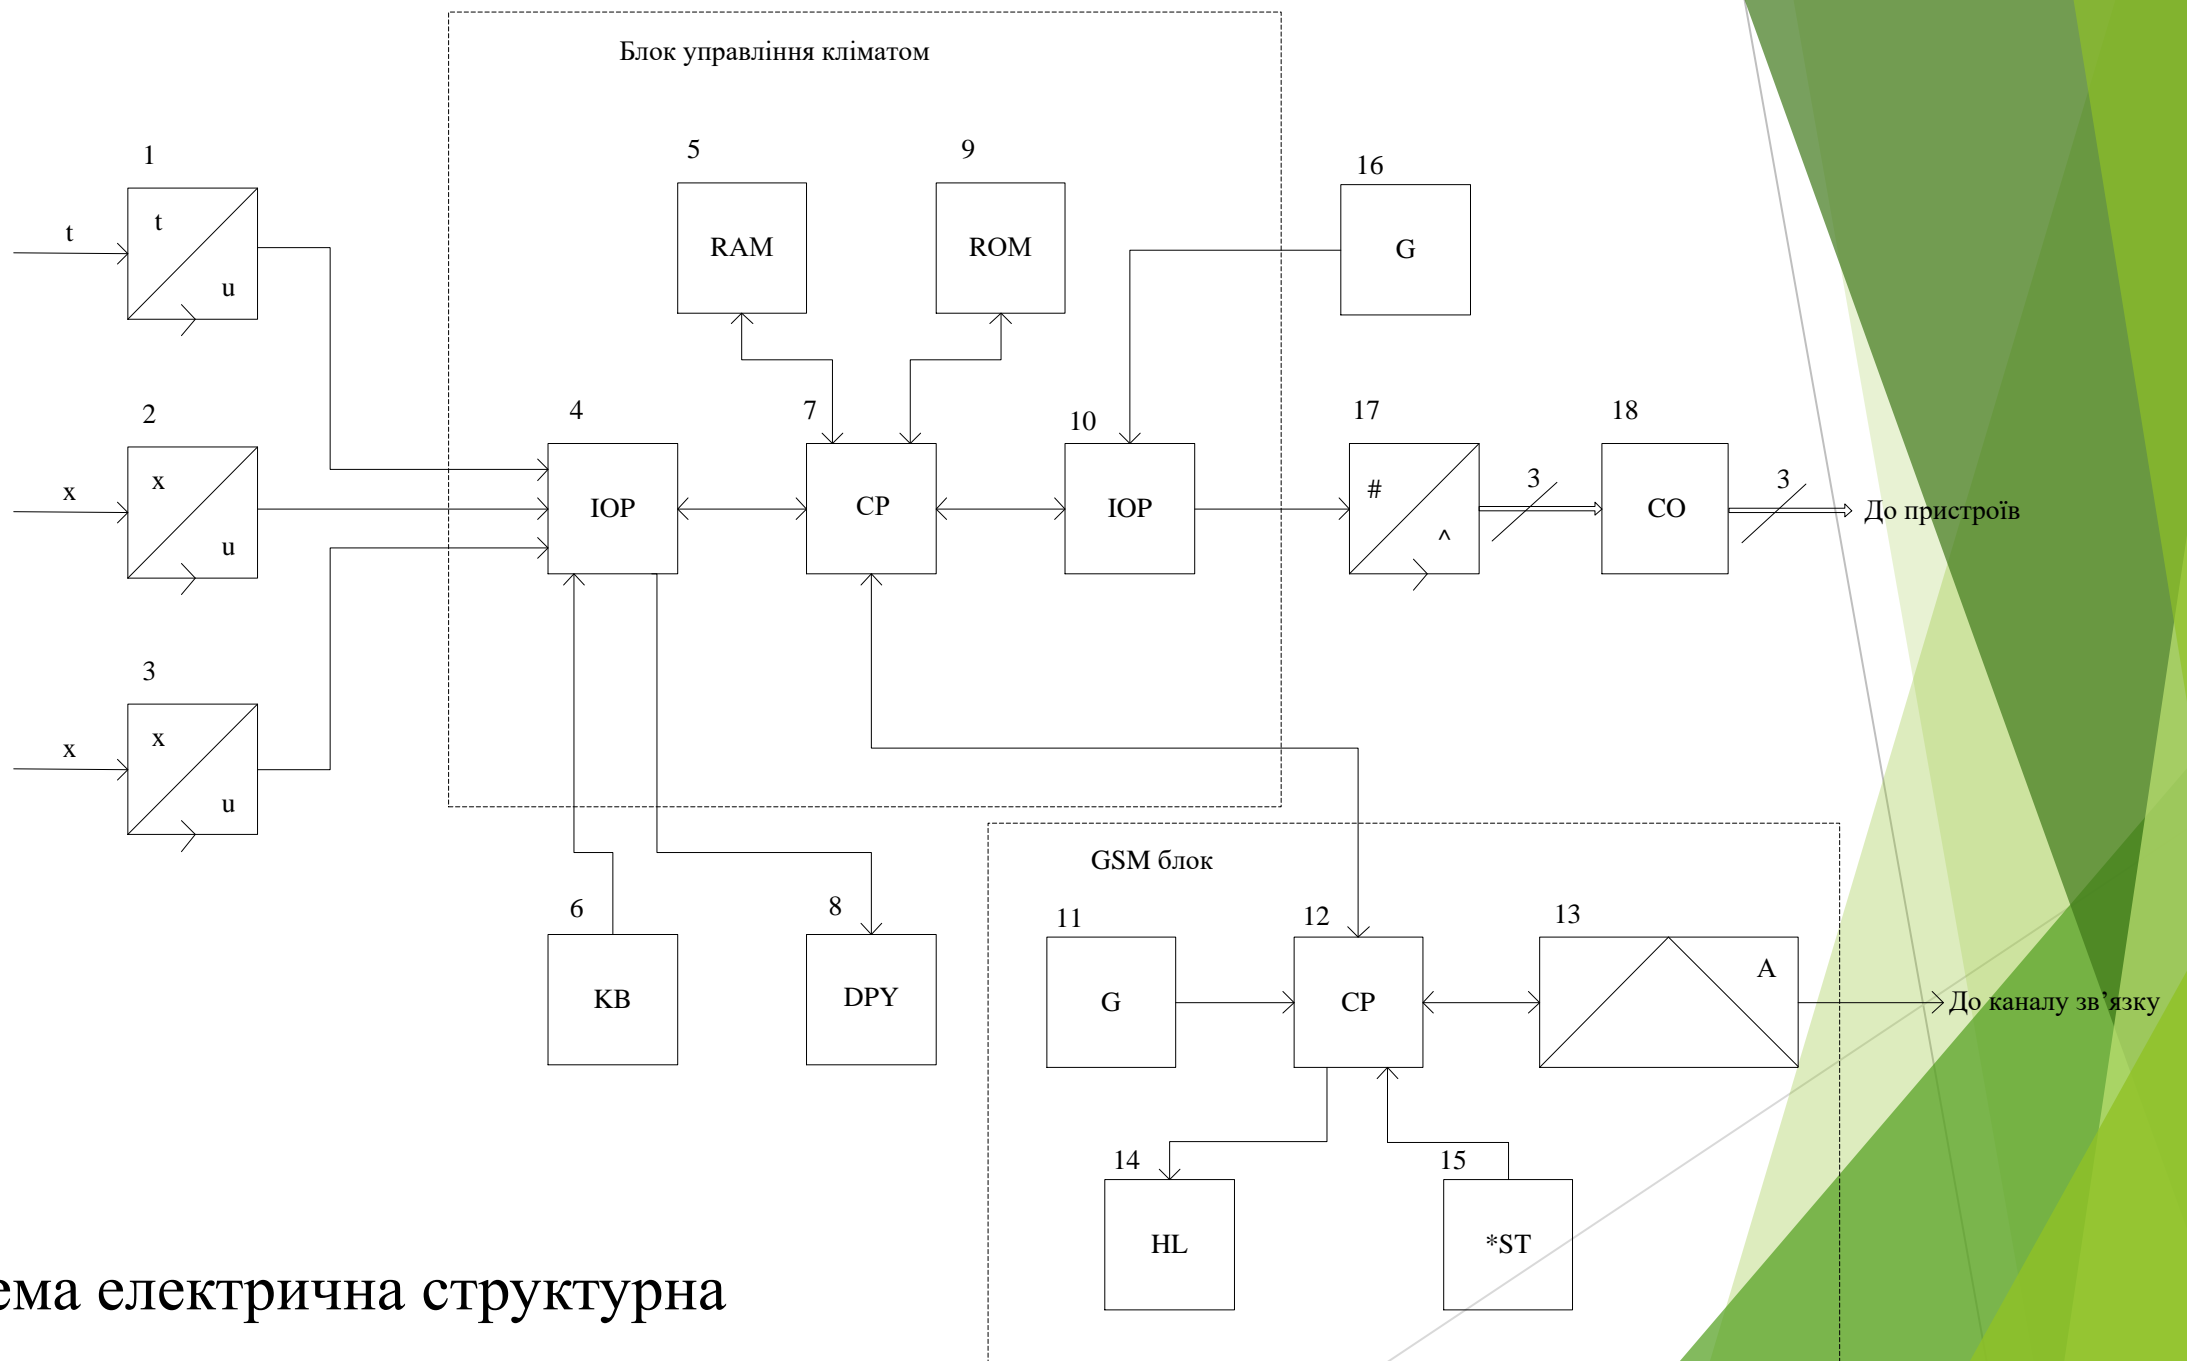 Блок управління кліматом
1
t
t
u
5
RAM
9
ROM
16
G
2
x
x
u
4
IOP
7
CP
10
IOP
17
#
^
3
18
CO
3
До пристроїв
3
x
x
u
GSM блок
6
KB
8
DPY
11
G
12
CP
13
A
До каналу зв’язку
14
HL
15
*ST
ема електрична структурна